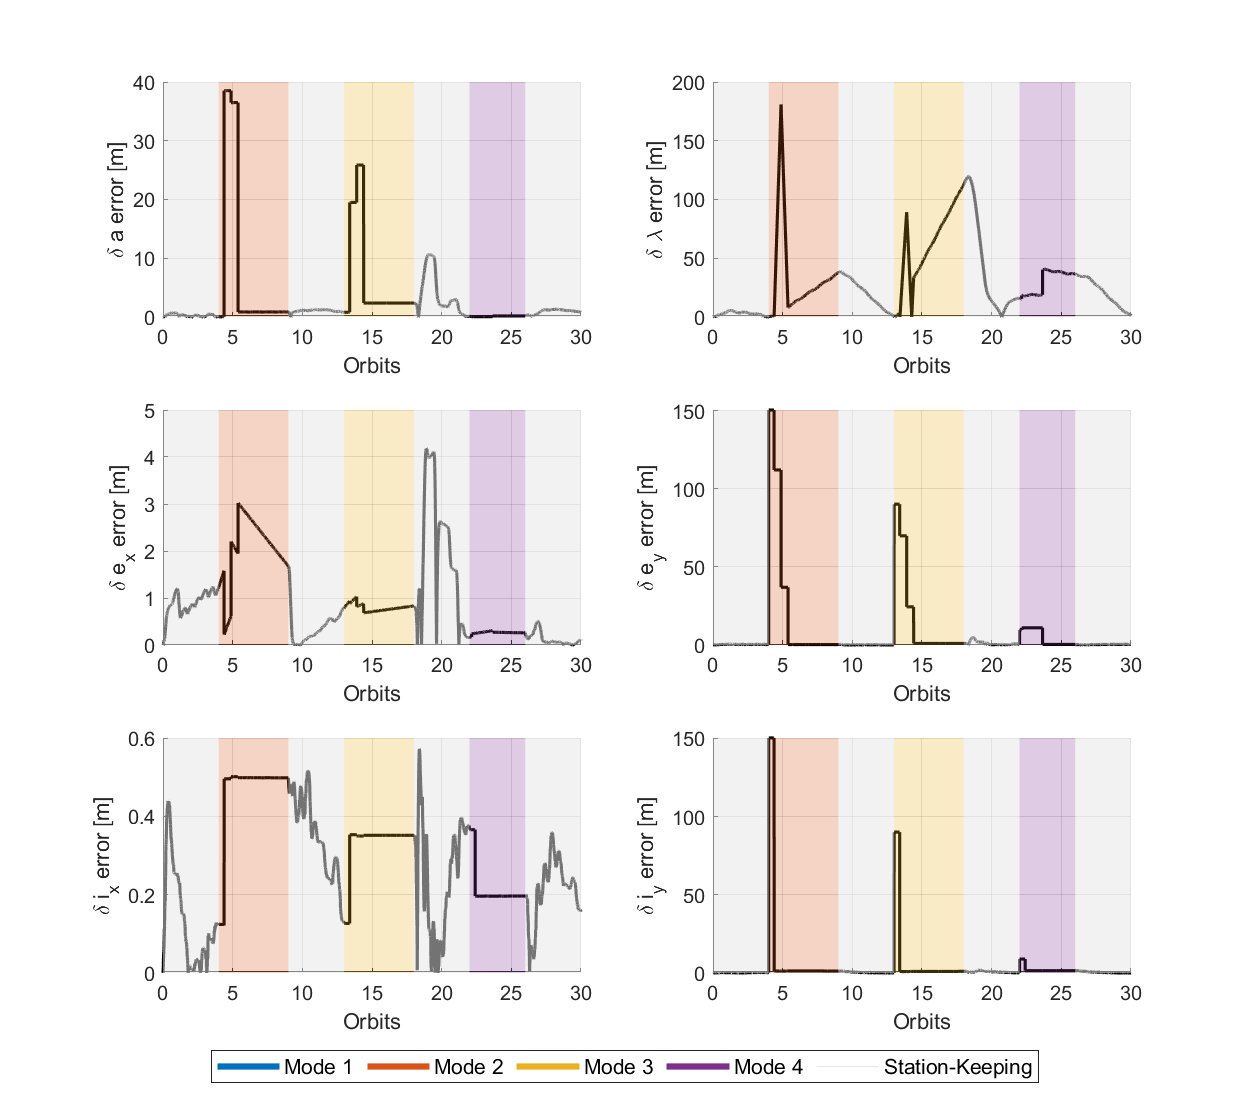 40
30
20
10
0
δ a error [m]
0 5 10 15 20 25 30
Orbits
200
150
100
50
0
δ λ error [m]
0 5 10 15 20 25 30
Orbits
5
4
3
2
1
0
δ e_x error [m]
0 5 10 15 20 25 30
Orbits
150
100
50
0
δ e_y error [m]
0 5 10 15 20 25 30
Orbits
0.6
0.4
0.2
0
δ i_x error [m]
0 5 10 15 20 25 30
Orbits
150
100
50
0
δ i_y error [m]
0 5 10 15 20 25 30
Orbits
Mode 1 Mode 2 Mode 3 Mode 4 Station-Keeping